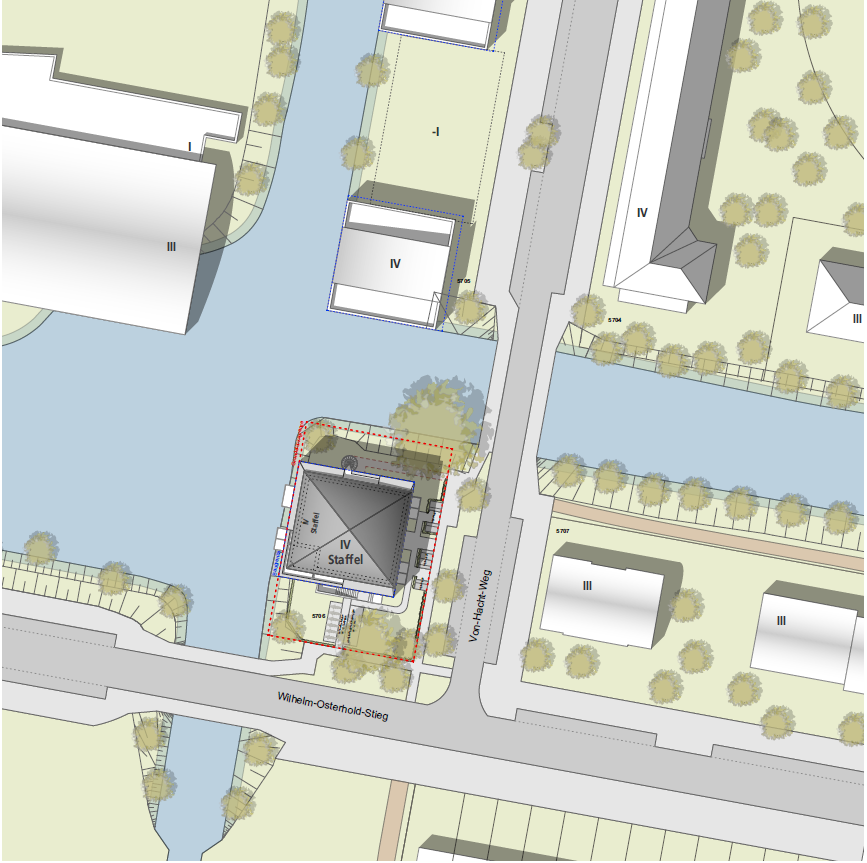 -I
I
IV
III
IV
5705
III
5704
IV
Staffel
IV
Staffel
5707
III
5706
III
Von-Hacht-Weg
Wilhelm-Osterhold-Stieg